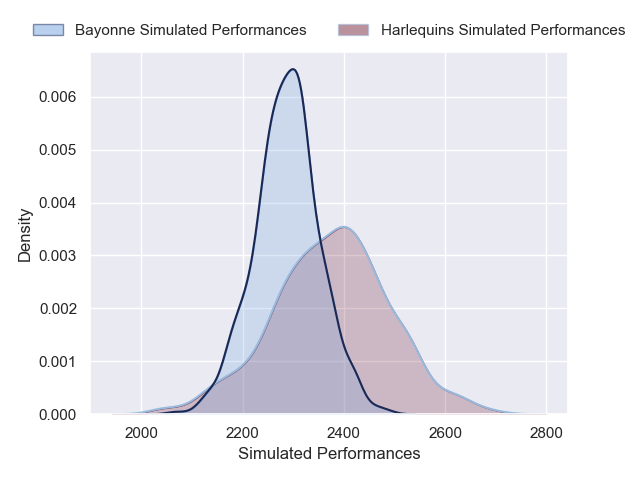 Bayonne Simulated Performances
Harlequins Simulated Performances
0.006
0.005
0.004
0.003
0.002
0.001
0.000
Density
2000 2200 2400 2600 2800
Simulated Performances